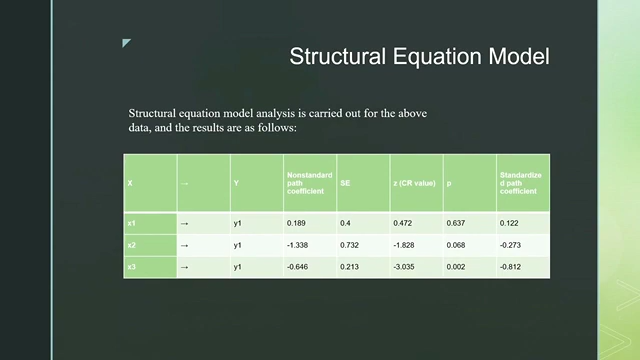 Structural Equation Model
Structural equation model analysis is carried out for the above
data, and the results are as follows:
X → Y Nonstandard path coefficient SE z (CR value) p Standardize d path coefficient
x1 → y1 0.189 0.4 0.472 0.637 0.122
x2 → y1 -1.338 0.732 -1.828 0.068 -0.273
x3 → y1 -0.646 0.213 -3.035 0.002 -0.812